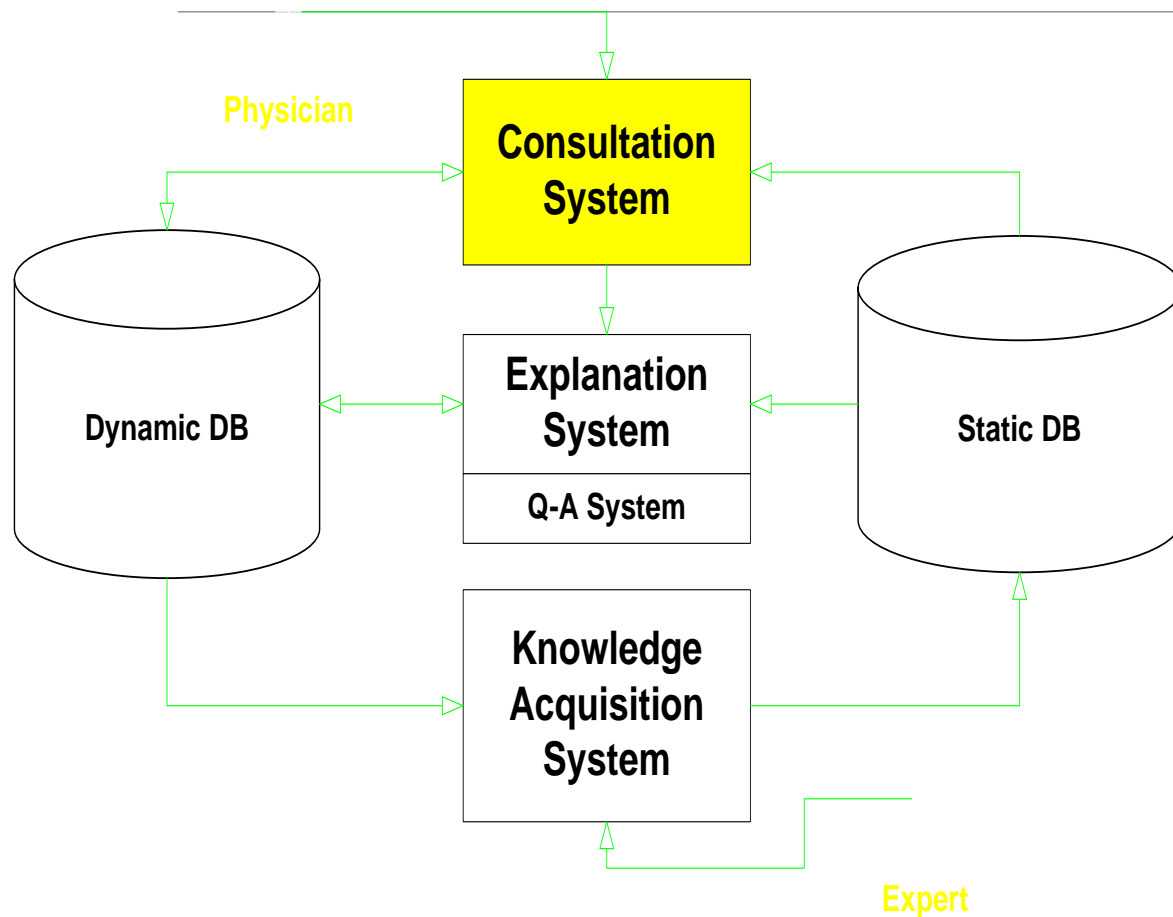 Physician
Consultation
System
Explanation
System
Dynamic DB
Static DB
Q-A System
Knowledge
Acquisition
System
Expert